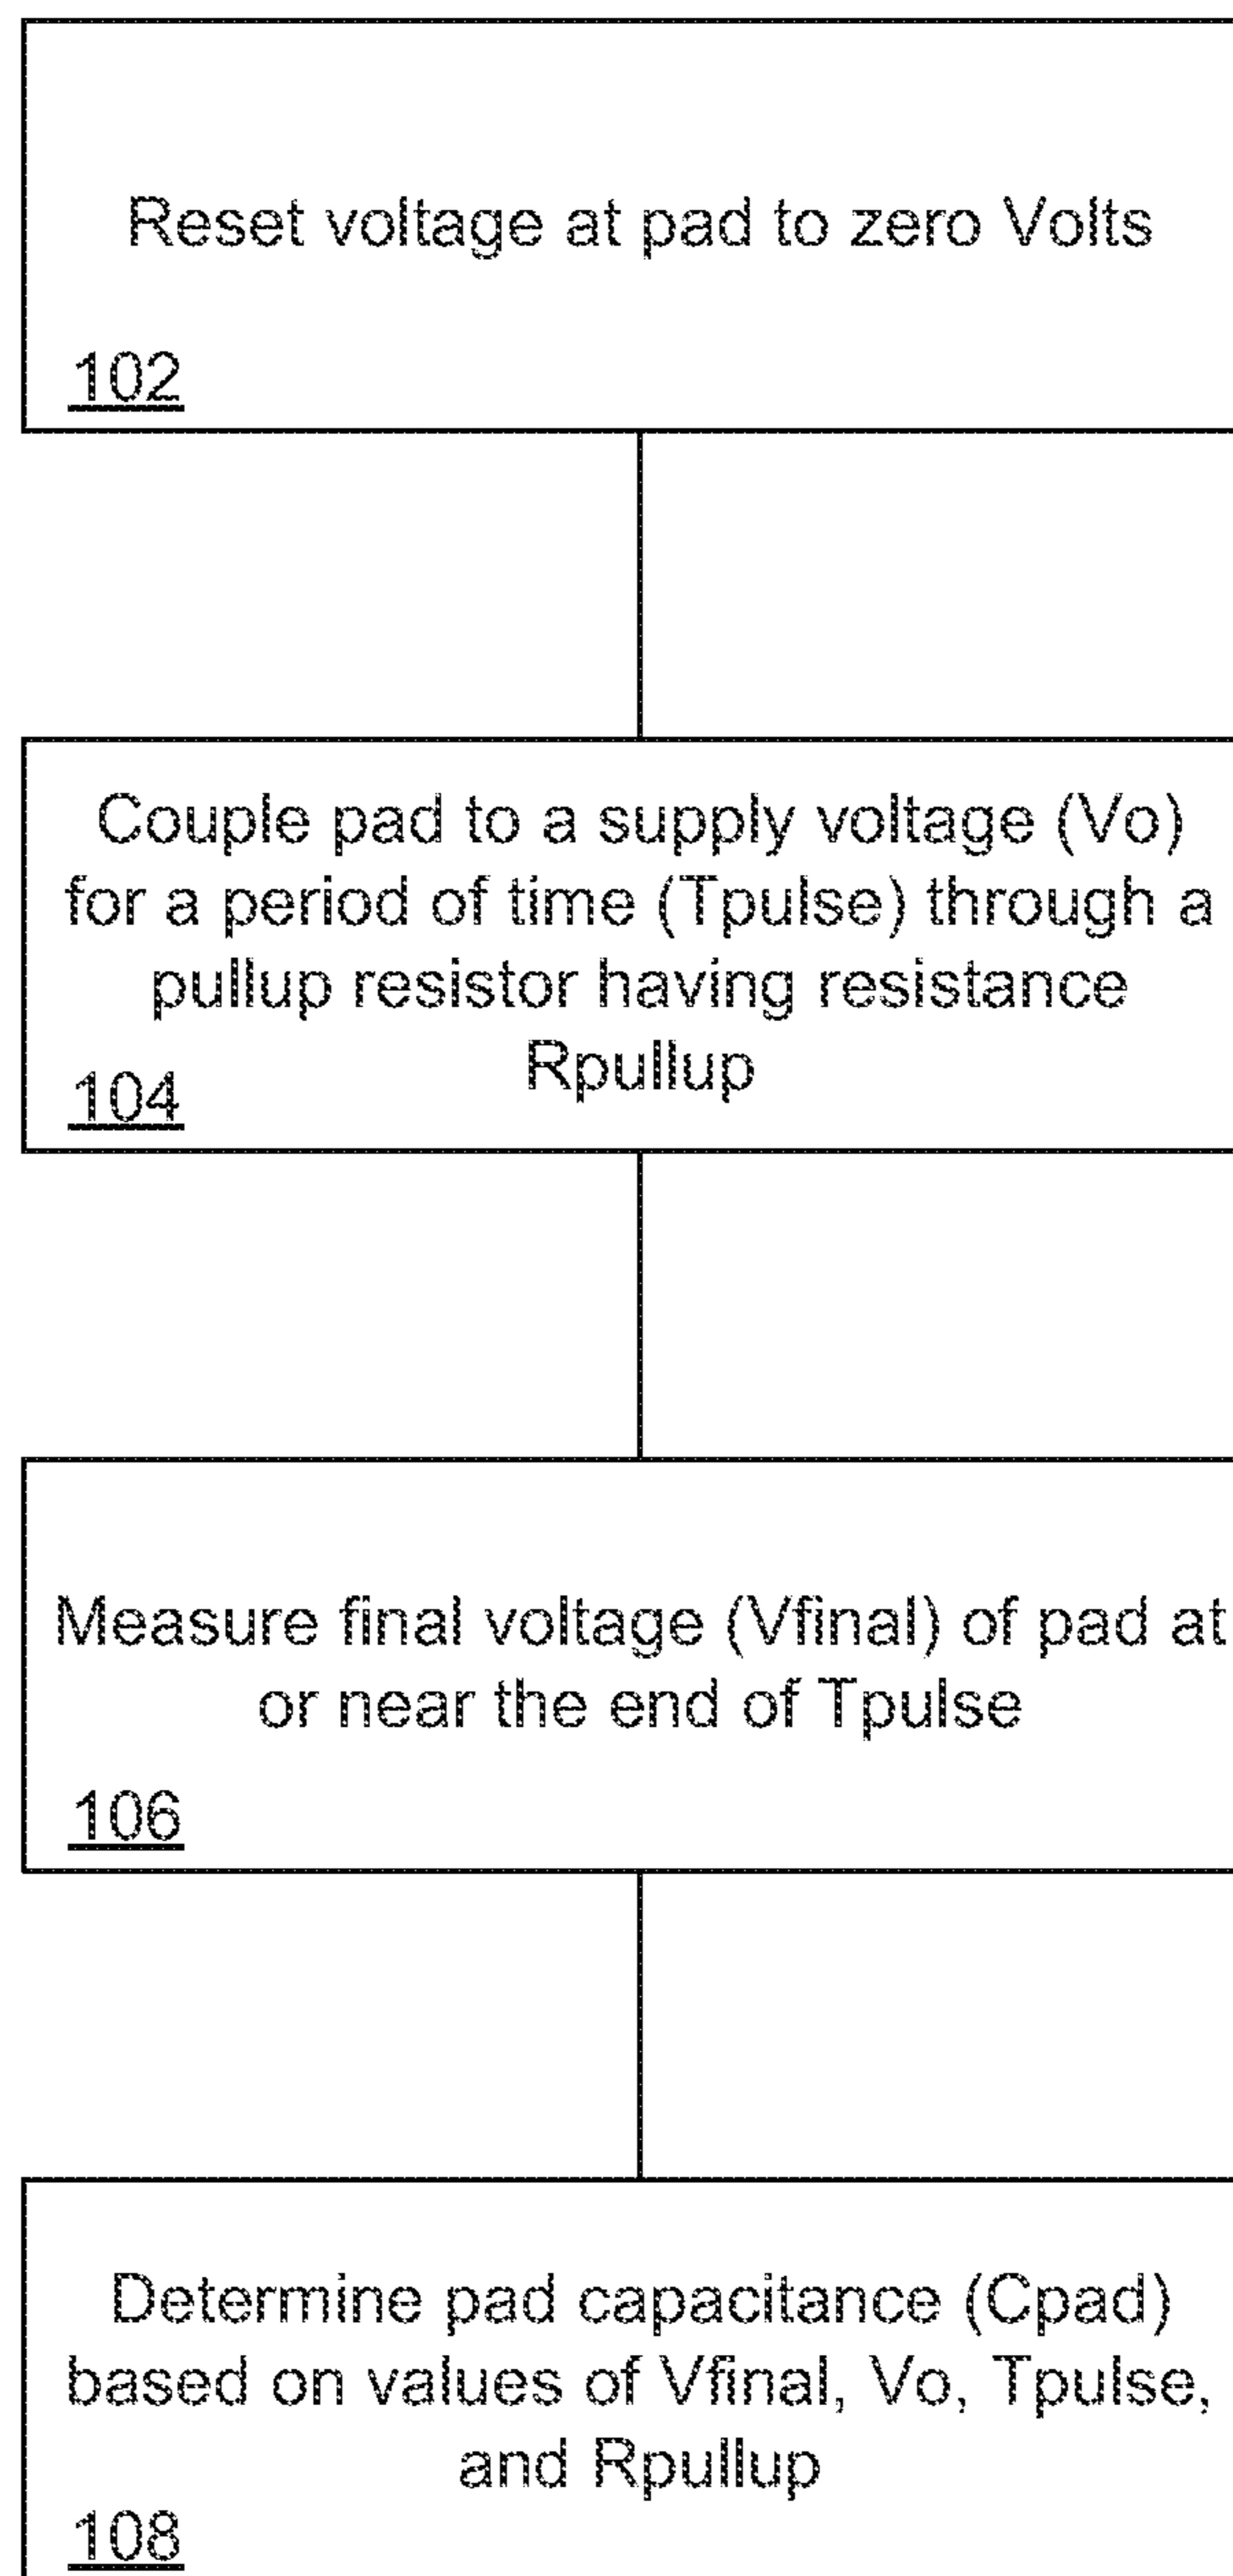 Reset voltage at pad to zero Volts
102
Couple pad to a supply voltage (Vo)
for a period of time (Tpulse) through a
pullup resistor having resistance
Rpullup
104
Measure final voltage (Vfinal) of pad at
or near the end of Tpulse
106
Determine pad capacitance (Cpad)
based on values of Vfinal, Vo, Tpulse,
and Rpullup
108